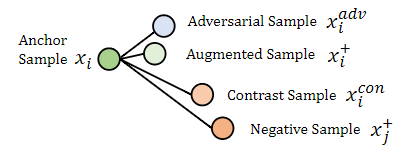 Adversarial Sample $x_i^{adv}$
Anchor
Sample $x_i$
Augmented Sample $x_i^+$
Contrast Sample $x_i^{con}$
Negative Sample $x_j^+$